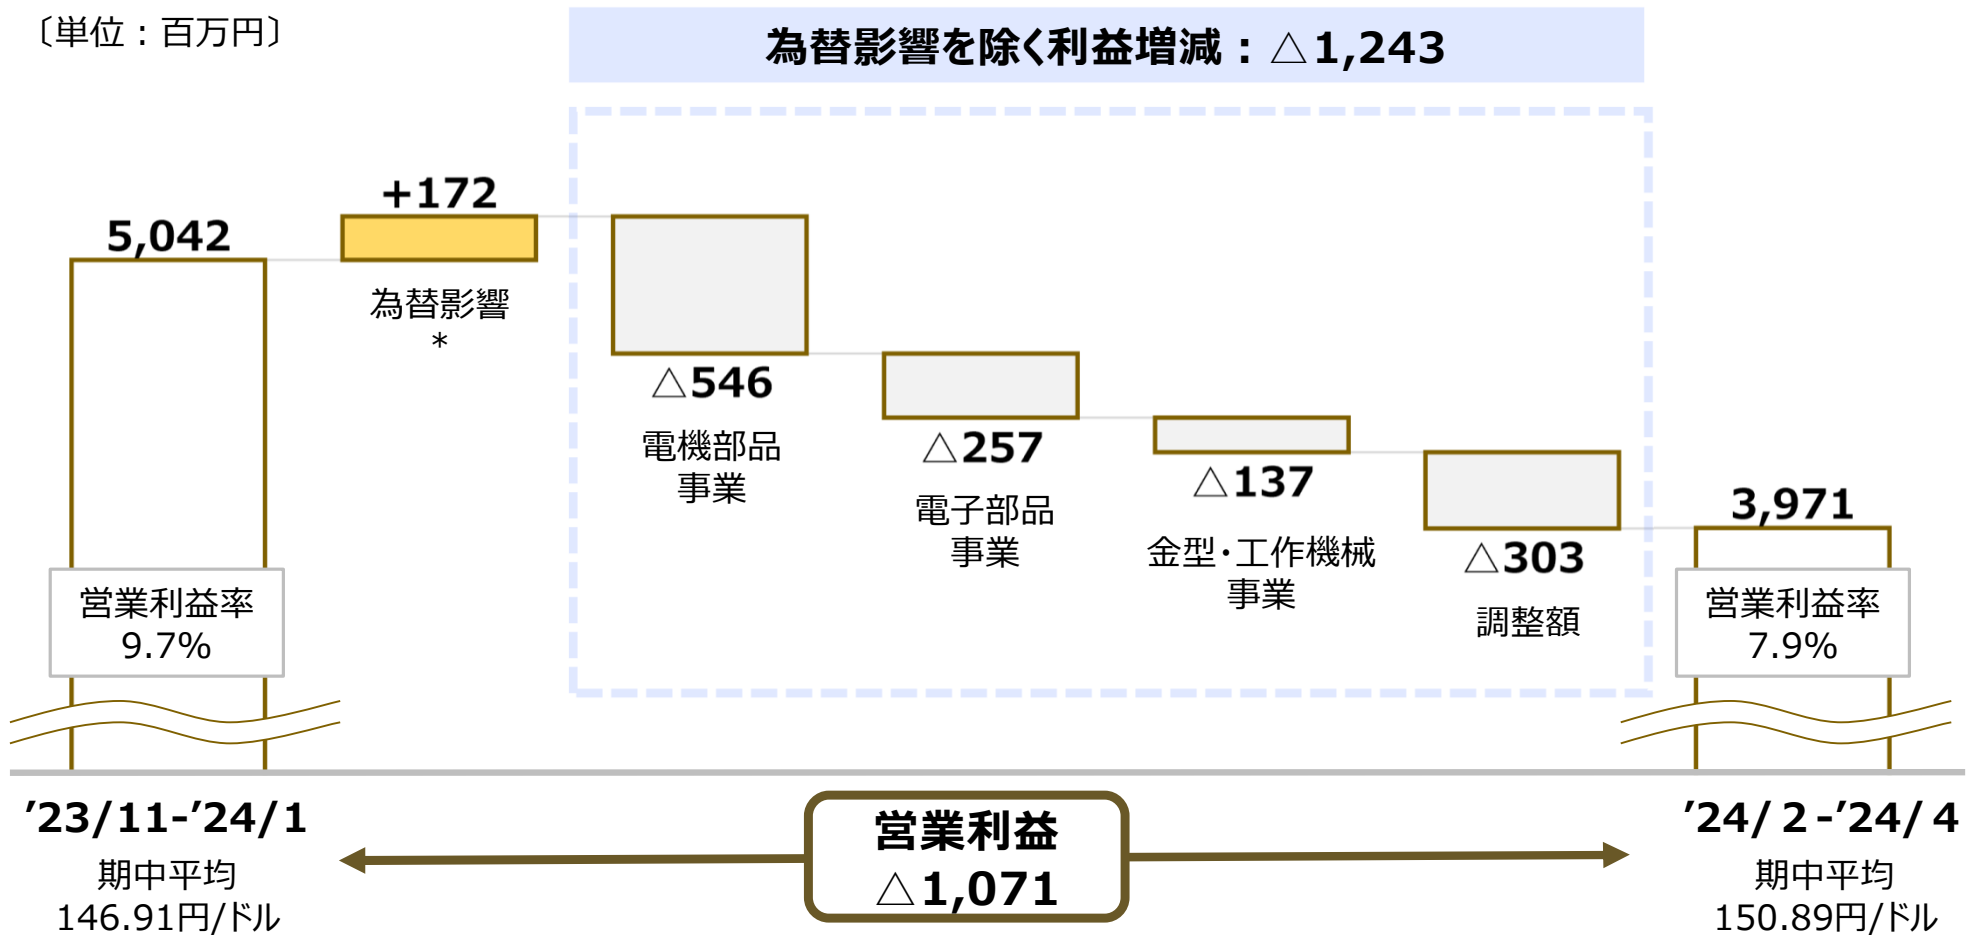 〔単位:百万円〕
為替影響を除く利益増減:△1,243
5,042
+172
為替影響
*
△546
電機部品
事業
△257
電子部品
事業
△137
金型・工作機械
事業
△303
調整額
3,971
営業利益率
9.7%
営業利益率
7.9%
’23/11-’24/1
期中平均
146.91円/ドル
営業利益
△1,071
’24/2-’24/4
期中平均
150.89円/ドル